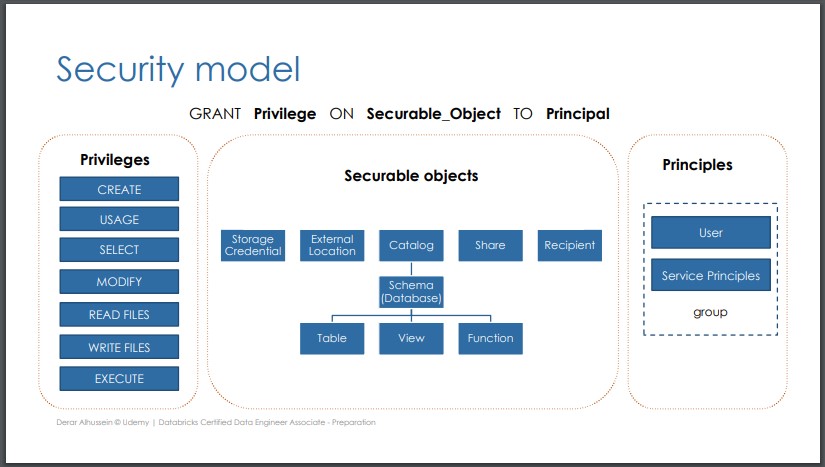 Security model
GRANT Privilege ON Securable_Object TO Principal
Privileges
CREATE
USAGE
SELECT
MODIFY
READ FILES
WRITE FILES
EXECUTE
Securable objects
Storage
Credential
External
Location
Catalog
Share
Recipient
Schema
(Database)
Table
View
Function
Principles
User
Service Principles
group
Derar Alhussein © Udemy | Databricks Certified Data Engineer Associate - Preparation